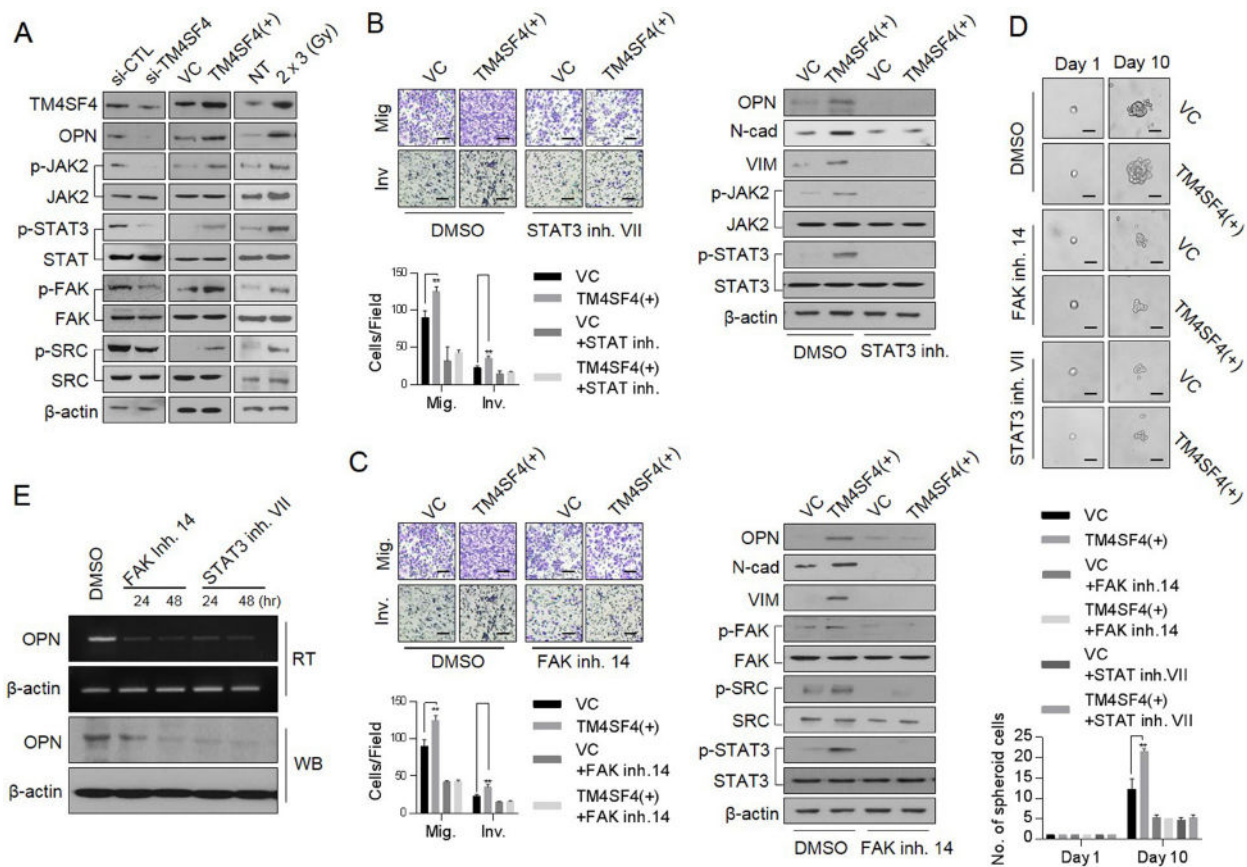 A
si-CTL
si-TM4SF4
VC
TM4SF4(+)
NT
2 x 3 (Gy)
TM4SF4
OPN
p-JAK2
JAK2
p-STAT3
STAT
p-FAK
FAK
p-SRC
SRC
β-actin
B
VC
TM4SF4(+)
VC
TM4SF4(+)
Mig
Inv
DMSO
STAT3 inh. VII
Cells/Field
150
100
50
0
**
**
Mig.
Inv.
VC
TM4SF4(+)
VC
+STAT inh.
TM4SF4(+)
+STAT inh.
VC
TM4SF4(+)
VC
TM4SF4(+)
OPN
N-cad
VIM
p-JAK2
JAK2
p-STAT3
STAT3
β-actin
DMSO
STAT3 inh.
C
VC
TM4SF4(+)
VC
TM4SF4(+)
Mig.
Inv.
DMSO
FAK inh. 14
Cells/Field
150
100
50
0
**
**
Mig.
Inv.
VC
TM4SF4(+)
VC
+FAK inh.14
TM4SF4(+)
+FAK inh.14
VC
TM4SF4(+)
VC
TM4SF4(+)
OPN
N-cad
VIM
p-FAK
FAK
p-SRC
SRC
p-STAT3
STAT3
β-actin
DMSO
FAK inh. 14
D
Day 1
Day 10
DMSO
FAK inh. 14
STAT3 inh. VII
VC
TM4SF4(+)
VC
TM4SF4(+)
VC
TM4SF4(+)
VC
TM4SF4(+)
VC
+FAK inh.14
TM4SF4(+)
+FAK inh.14
VC
+STAT inh.VII
TM4SF4(+)
+STAT inh. VII
No. of spheroid cells
25
20
15
10
5
0
**
Day 1
Day 10
E
DMSO
FAK Inh. 14
STAT3 inh. VII
24
48
24
48 (hr)
OPN
β-actin
RT
OPN
β-actin
WB